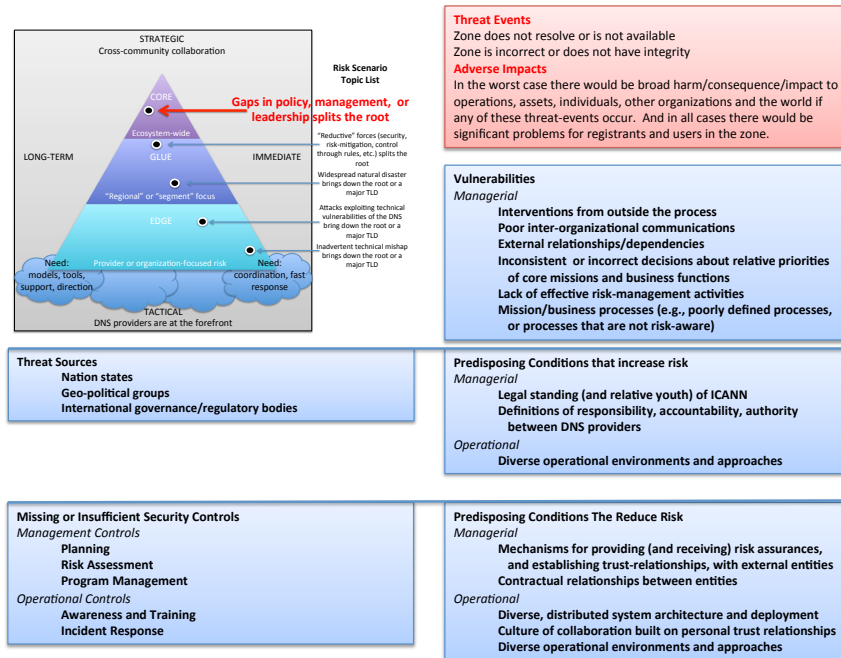 STRATEGIC
Cross-community collaboration
Risk Scenario
Topic List
CORE
Gaps in policy, management, or
leadership splits the root
Ecosystem-wide
"Reductive" forces (security,
risk-mitigation, control
through rules, etc.) splits the
root
LONG-TERM
GLUE
IMMEDIATE
Widespread natural disaster
brings down the root or a
major TLD
"Regional" or "segment" focus
Attacks exploiting technical
vulnerabilities of the DNS
bring down the root or a
major TLD
EDGE
Inadvertent technical mishap
brings down the root or a
major TLD
Need:
models, tools,
support, direction
Provider or organization-focused risk
Need:
coordination, fast
response
TACTICAL
DNS providers are at the forefront
Threat Events
Zone does not resolve or is not available
Zone is incorrect or does not have integrity
Adverse Impacts
In the worst case there would be broad harm/consequence/impact to
operations, assets, individuals, other organizations and the world if
any of these threat-events occur. And in all cases there would be
significant problems for registrants and users in the zone.
Vulnerabilities
Managerial
Interventions from outside the process
Poor inter-organizational communications
External relationships/dependencies
Inconsistent or incorrect decisions about relative priorities
of core missions and business functions
Lack of effective risk-management activities
Mission/business processes (e.g., poorly defined processes,
or processes that are not risk-aware)
Threat Sources
Nation states
Geo-political groups
International governance/regulatory bodies
Predisposing Conditions that increase risk
Managerial
Legal standing (and relative youth) of ICANN
Definitions of responsibility, accountability, authority
between DNS providers
Operational
Diverse operational environments and approaches
Missing or Insufficient Security Controls
Management Controls
Planning
Risk Assessment
Program Management
Operational Controls
Awareness and Training
Incident Response
Predisposing Conditions The Reduce Risk
Managerial
Mechanisms for providing (and receiving) risk assurances,
and establishing trust-relationships, with external entities
Contractual relationships between entities
Operational
Diverse, distributed system architecture and deployment
Culture of collaboration built on personal trust relationships
Diverse operational environments and approaches